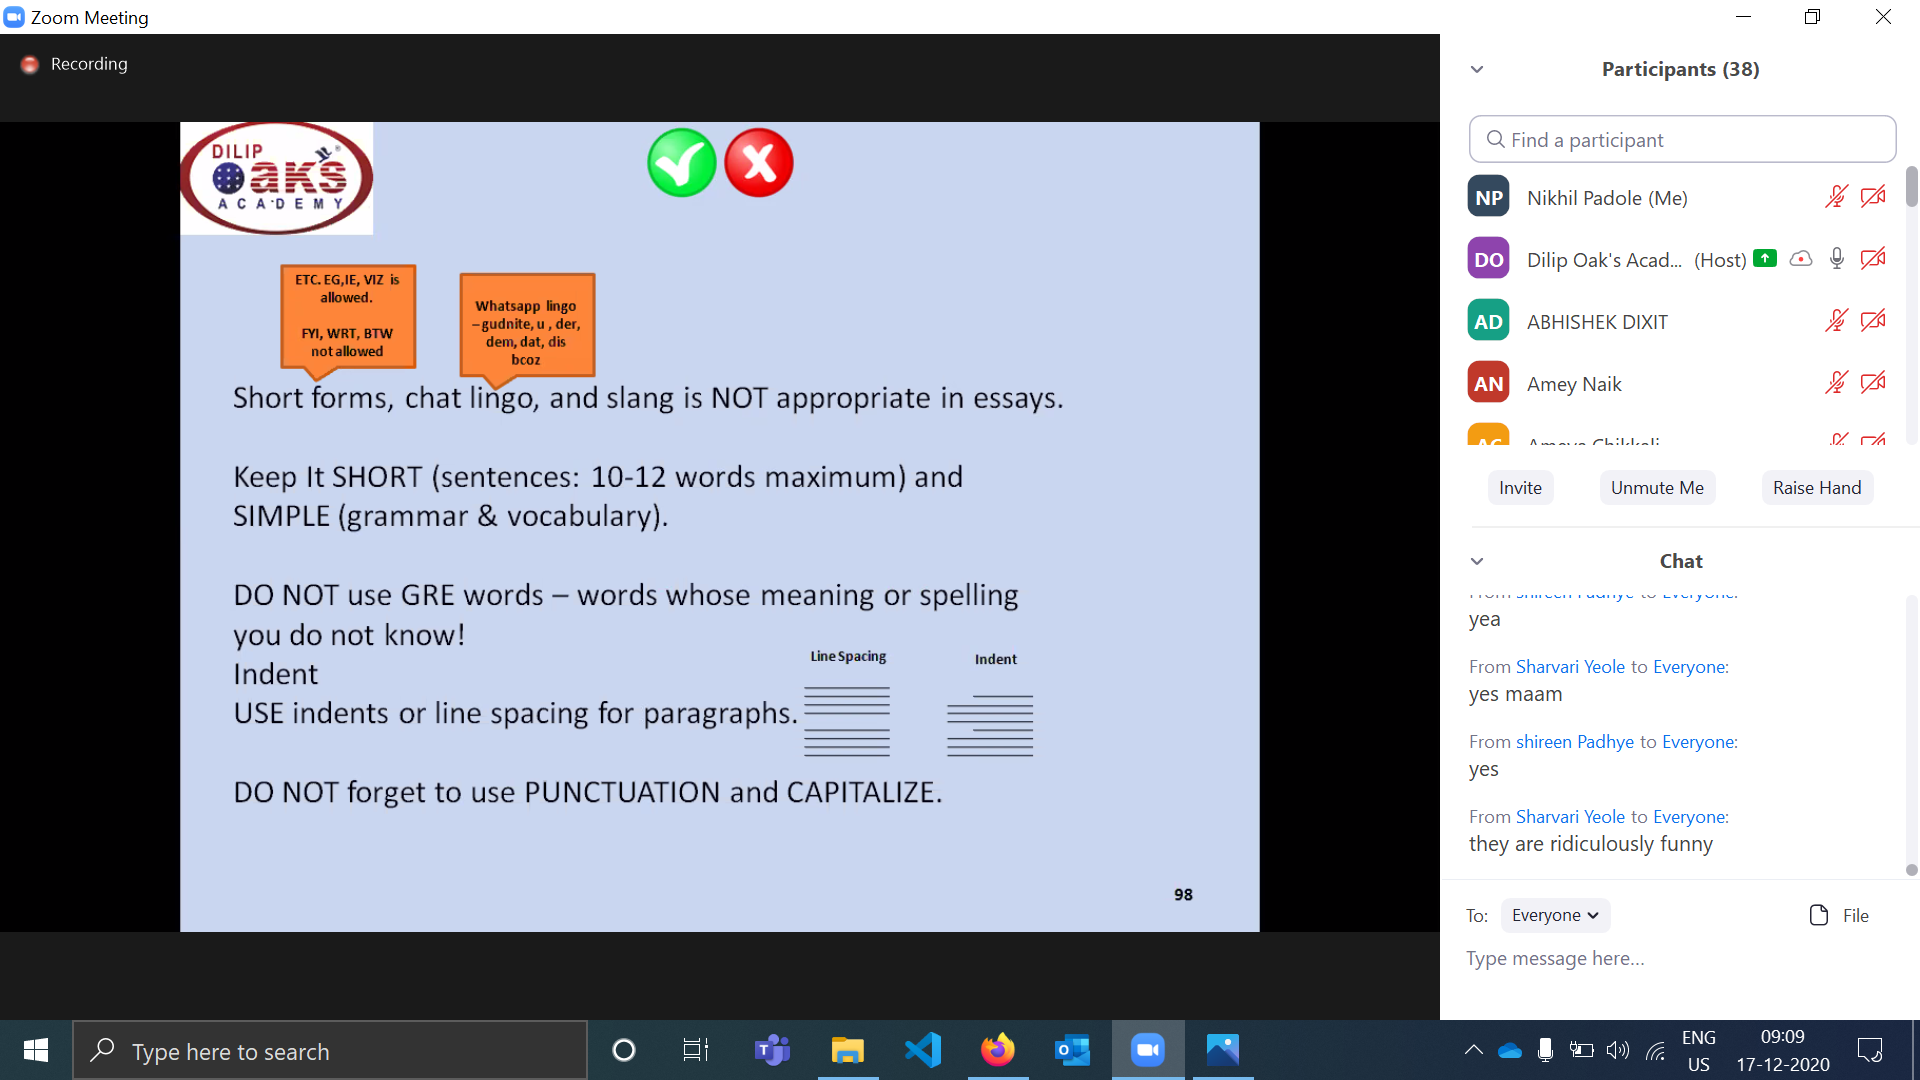 Zoom Meeting
Recording
DILIP
Oaks
ACADEMY
ETC. EG,IE, VIZ is
allowed.
FYI, WRT, BTW
not allowed
Whatsapp lingo
– gudnite, u , der,
dem, dat, dis
bcoz
Short forms, chat lingo, and slang is NOT appropriate in essays.
Keep It SHORT (sentences: 10-12 words maximum) and
SIMPLE (grammar & vocabulary).
DO NOT use GRE words – words whose meaning or spelling
you do not know!
Indent
USE indents or line spacing for paragraphs.
Line Spacing
Indent
DO NOT forget to use PUNCTUATION and CAPITALIZE.
98
Participants (38)
Find a participant
NP Nikhil Padole (Me)
DO Dilip Oak's Acad... (Host)
AD ABHISHEK DIXIT
AN Amey Naik
Invite Unmute Me Raise Hand
Chat
From shireen Padhye to Everyone:
yea
From Sharvari Yeole to Everyone:
yes maam
From shireen Padhye to Everyone:
yes
From Sharvari Yeole to Everyone:
they are ridiculously funny
To: Everyone File
Type message here...
Type here to search
ENG
US
09:09
17-12-2020